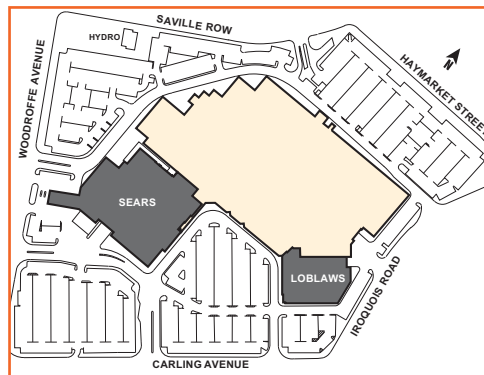 SAVILLE ROW
HYDRO
WOODROFFE AVENUE
HAYMARKET STREET
N
SEARS
LOBLAWS
IROQUOIS ROAD
CARLING AVENUE